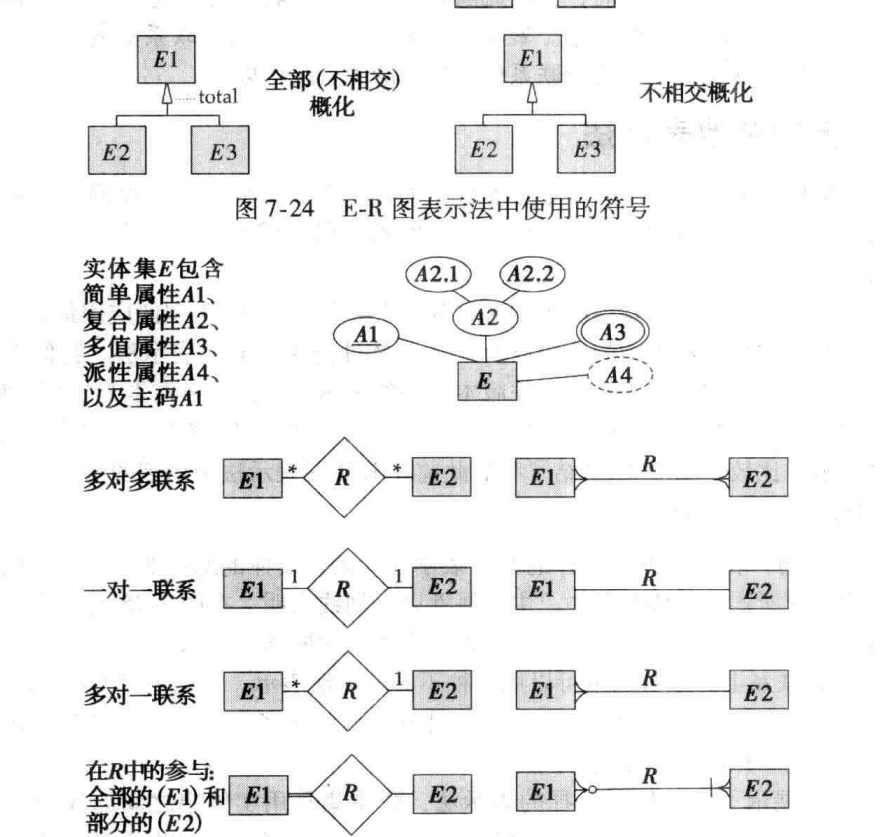 E1
total
全部(不相交)
概化
E2
E3
E1
不相交概化
E2
E3
图 7-24 E-R 图表示法中使用的符号
实体集E包含
简单属性A1、
复合属性A2、
多值属性A3、
派性属性A4、
以及主码A1
A2.1
A2.2
A2
A1
A3
E
A4
多对多联系
E1 * R * E2
E1 R E2
一对一联系
E1 1 R 1 E2
E1 R E2
多对一联系
E1 * R 1 E2
E1 R E2
在R中的参与:
全部的(E1)和
部分的(E2)
E1 R E2
E1 R E2